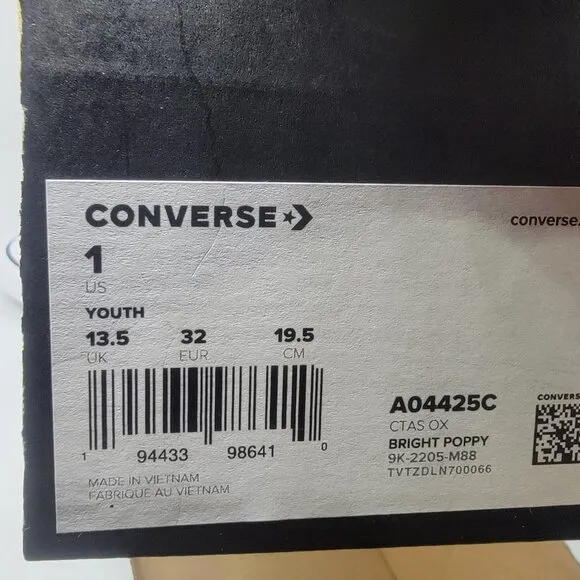 CONVERSE
converse.
1
US
YOUTH
13.5 32 19.5
UK EUR CM
1 94433 98641 0
MADE IN VIETNAM
FABRIQUE AU VIETNAM
A04425C
CTAS OX
BRIGHT POPPY
9K-2205-M88
TVTZDLN700066
CONVERS